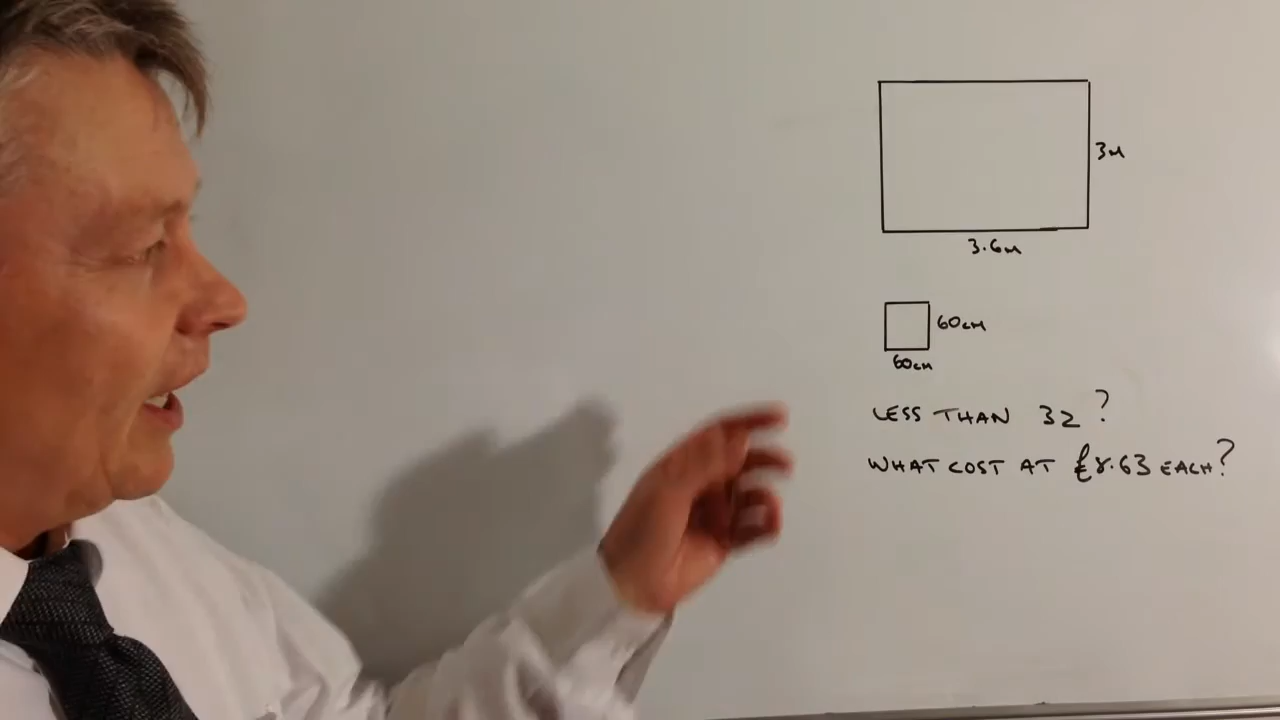 3M
3.6M
60CM
60CM
LESS THAN 32?
WHAT COST AT £8.63 EACH?